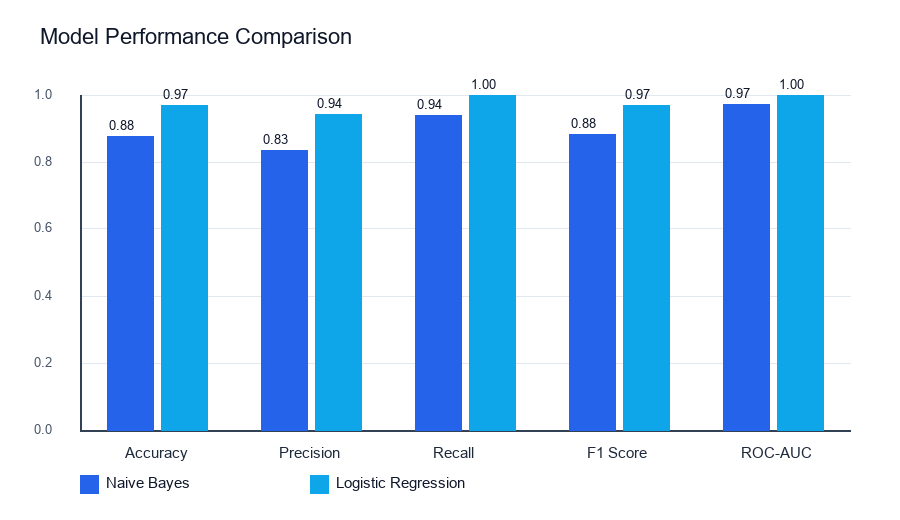 Model Performance Comparison
1.00 1.00
1.0 0.97 0.94 0.94 0.97 0.97
0.88 0.83 0.88
0.8
0.6
0.4
0.2
0.0
Accuracy Precision Recall F1 Score ROC-AUC
Naive Bayes Logistic Regression